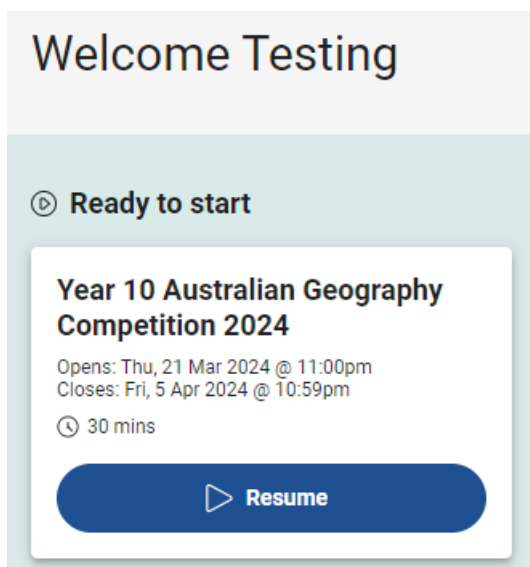 Welcome Testing
Ready to start
Year 10 Australian Geography
Competition 2024
Opens: Thu, 21 Mar 2024 @ 11:00pm
Closes: Fri, 5 Apr 2024 @ 10:59pm
30 mins
Resume